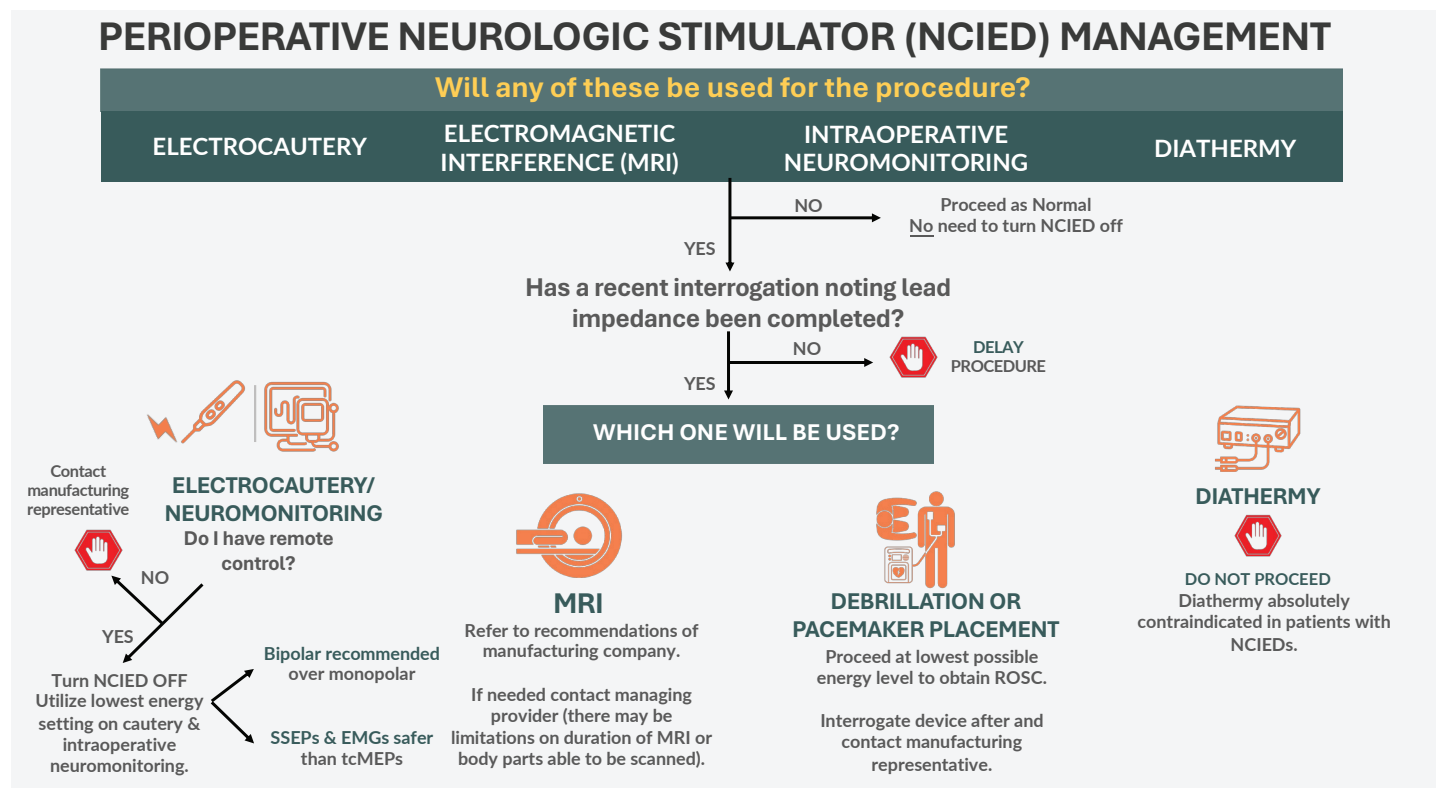 PERIOPERATIVE NEUROLOGIC STIMULATOR (NCIED) MANAGEMENT
Will any of these be used for the procedure?
ELECTROCAUTERY
ELECTROMAGNETIC
INTERFERENCE (MRI)
INTRAOPERATIVE
NEUROMONITORING
DIATHERMY
NO
Proceed as Normal
No need to turn NCIED off
YES
Has a recent interrogation noting lead
impedance been completed?
NO
DELAY
PROCEDURE
YES
WHICH ONE WILL BE USED?
Contact
manufacturing
representative
ELECTROCAUTERY/
NEUROMONITORING
Do I have remote
control?
NO
YES
Turn NCIED OFF
Utilize lowest energy
setting on cautery &
intraoperative
neuromonitoring.
Bipolar recommended
over monopolar
SSEPs & EMGs safer
than tcMEPs
MRI
Refer to recommendations of
manufacturing company.
If needed contact managing
provider (there may be
limitations on duration of MRI or
body parts able to be scanned).
DEBRILLATION OR
PACEMAKER PLACEMENT
Proceed at lowest possible
energy level to obtain ROSC.
Interrogate device after and
contact manufacturing
representative.
DIATHERMY
DO NOT PROCEED
Diathermy absolutely
contraindicated in patients with
NCIEDs.